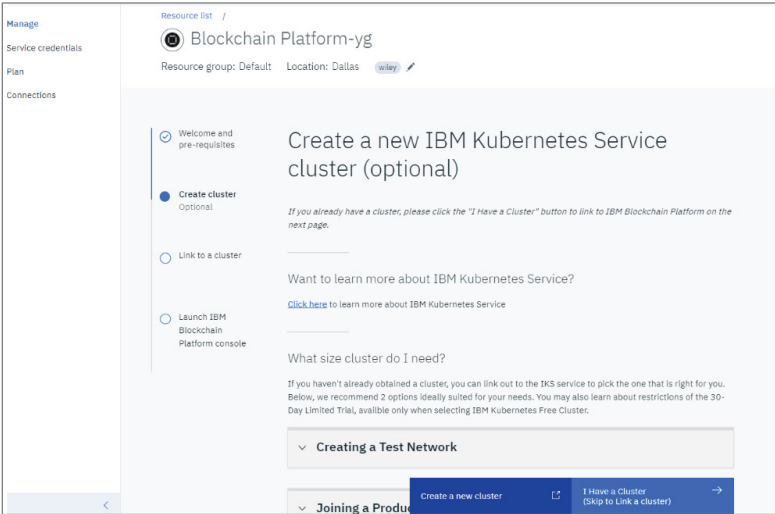 Manage
Service credentials
Plan
Connections
Resource list /
Blockchain Platform-yg
Resource group: Default Location: Dallas wiley
Welcome and
pre-requisites
Create cluster
Optional
Link to a cluster
Launch IBM
Blockchain
Platform console
Create a new IBM Kubernetes Service
cluster (optional)
If you already have a cluster, please click the "I Have a Cluster" button to link to IBM Blockchain Platform on the
next page.
Want to learn more about IBM Kubernetes Service?
Click here to learn more about IBM Kubernetes Service
What size cluster do I need?
If you haven't already obtained a cluster, you can link out to the IKS service to pick the one that is right for you.
Below, we recommend 2 options ideally suited for your needs. You may also learn about restrictions of the 30-
Day Limited Trial, availble only when selecting IBM Kubernetes Free Cluster.
Creating a Test Network
Joining a Produ
Create a new cluster
I Have a Cluster
(Skip to Link a cluster)